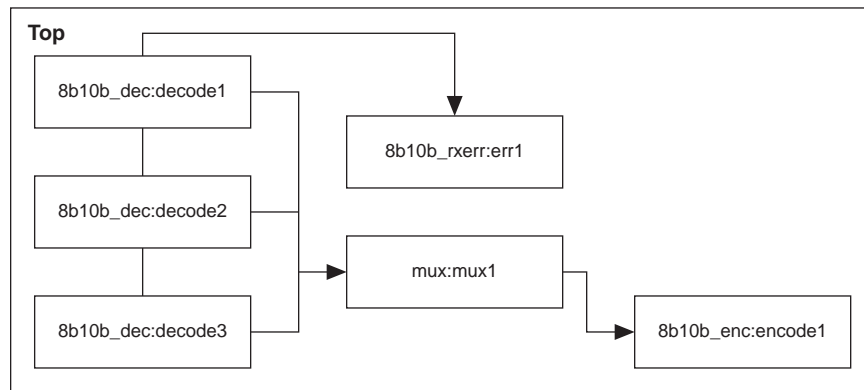 Top
8b10b_dec:decode1
8b10b_rxerr:err1
8b10b_dec:decode2
mux:mux1
8b10b_dec:decode3
8b10b_enc:encode1